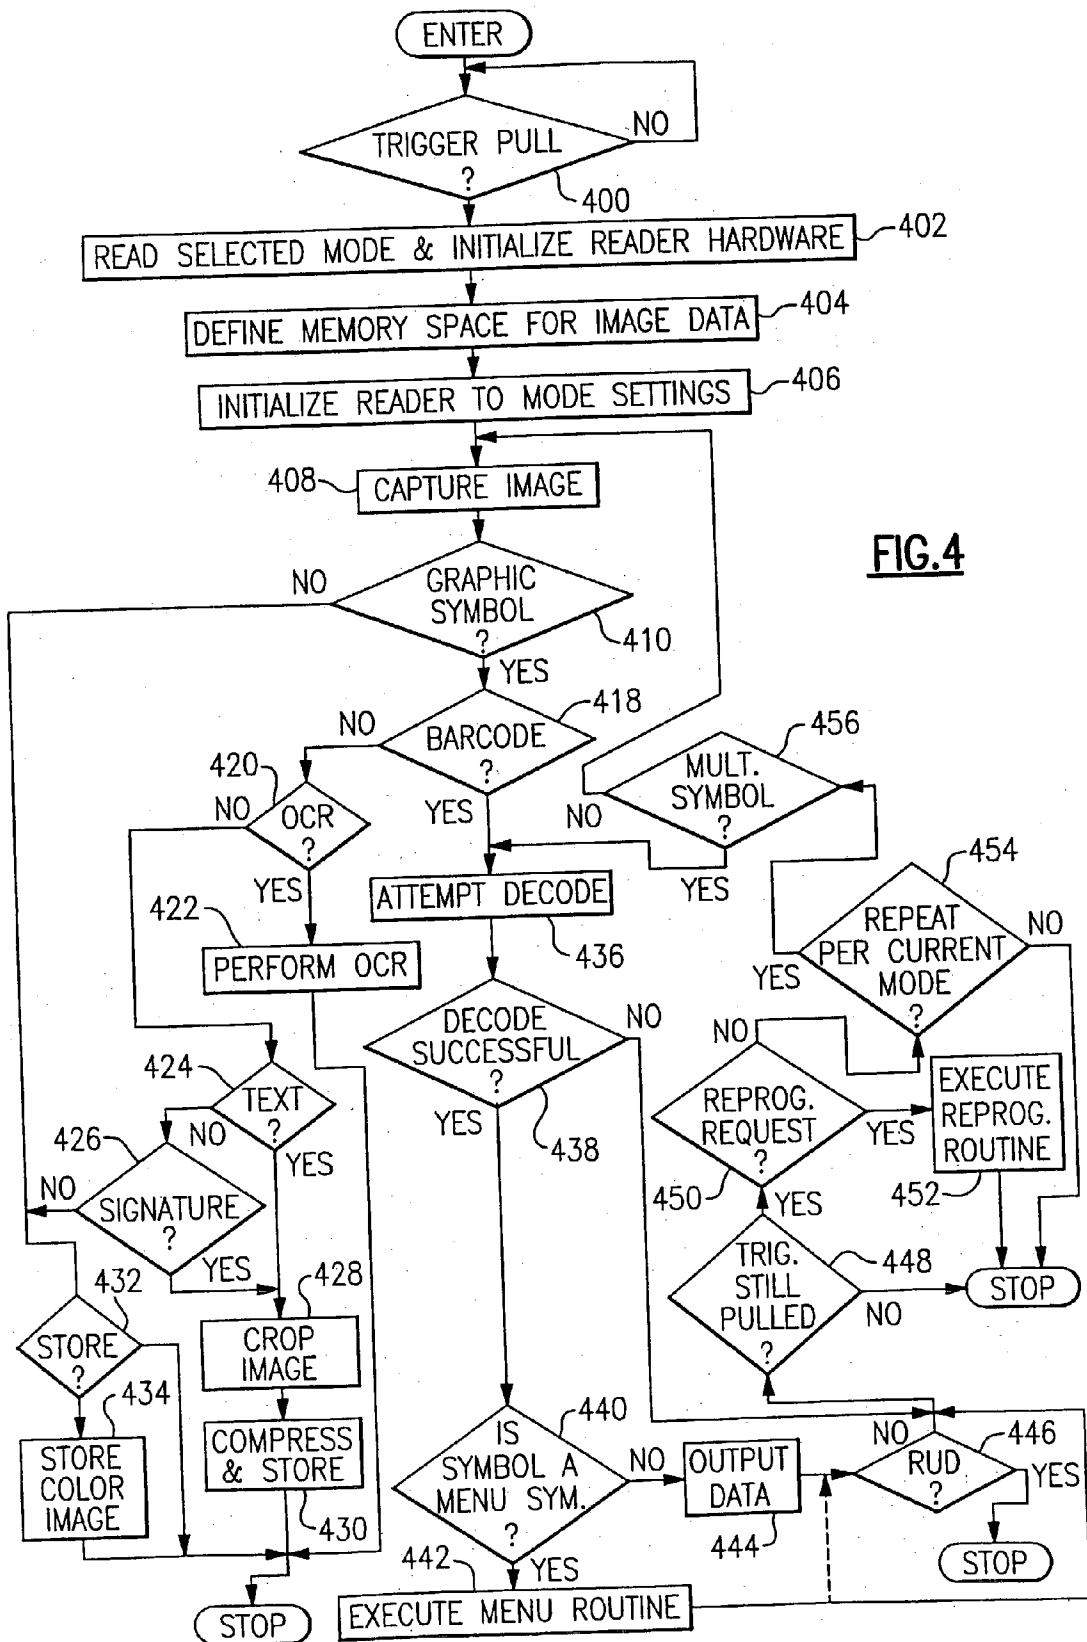 ENTER
TRIGGER PULL
?
NO
400
READ SELECTED MODE & INITIALIZE READER HARDWARE
402
DEFINE MEMORY SPACE FOR IMAGE DATA
404
INITIALIZE READER TO MODE SETTINGS
406
408
CAPTURE IMAGE
FIG.4
NO
GRAPHIC
SYMBOL
?
410
YES
418
NO
BARCODE
?
YES
456
MULT.
SYMBOL
?
NO
YES
420
NO
OCR
?
YES
422
PERFORM OCR
ATTEMPT DECODE
436
454
REPEAT
PER CURRENT
MODE
?
NO
YES
DECODE
SUCCESSFUL
?
NO
YES
438
424
TEXT
?
NO
YES
426
NO
SIGNATURE
?
YES
NO
REPROG.
REQUEST
?
450
YES
YES
EXECUTE
REPROG.
ROUTINE
452
TRIG.
STILL
PULLED
?
448
NO
STOP
432
STORE
?
434
STORE
COLOR
IMAGE
428
CROP
IMAGE
COMPRESS
& STORE
430
STOP
440
IS
SYMBOL A
MENU SYM.
?
NO
YES
OUTPUT
DATA
444
NO
RUD
?
446
YES
STOP
442
EXECUTE MENU ROUTINE